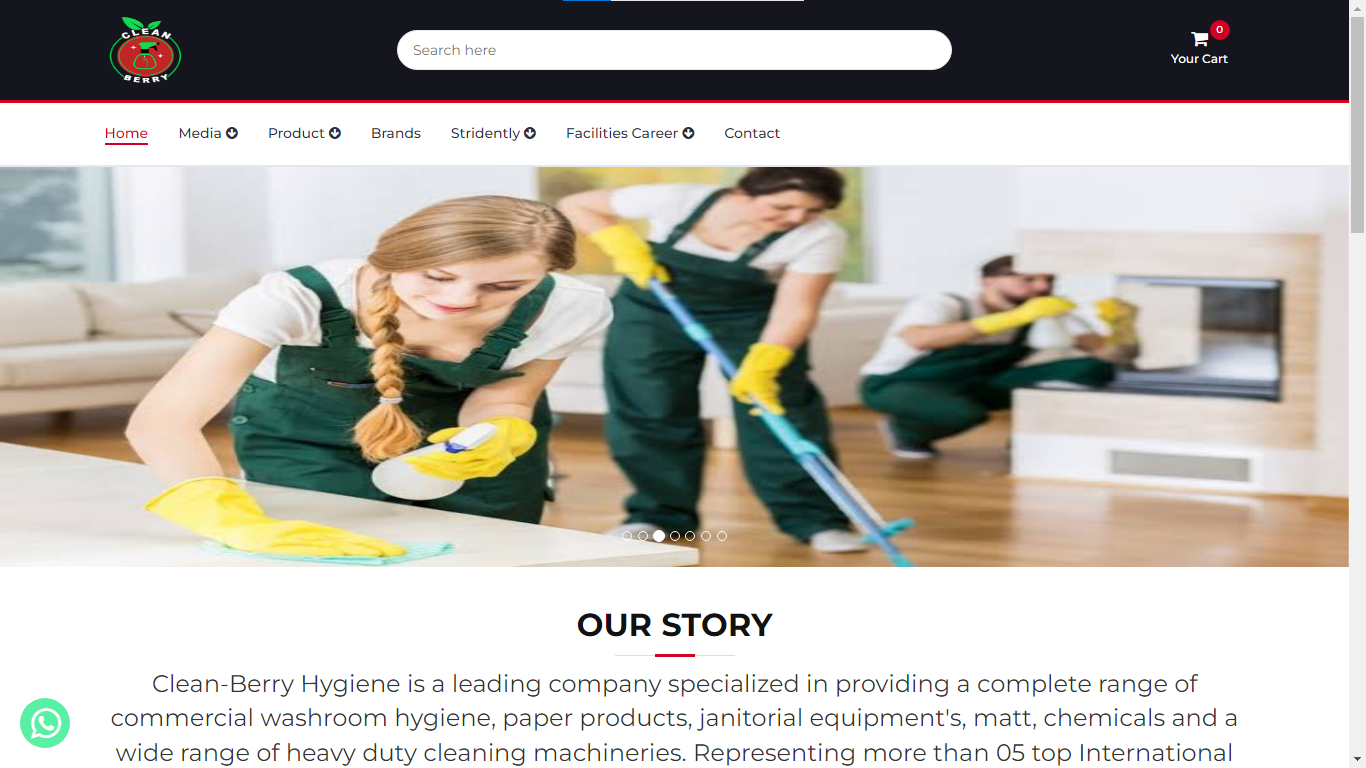 CLEAN
BERRY
Search here
0
Your Cart
Home Media Product Brands Stridently Facilities Career Contact
OUR STORY
Clean-Berry Hygiene is a leading company specialized in providing a complete range of
commercial washroom hygiene, paper products, janitorial equipment's, matt, chemicals and a
wide range of heavy duty cleaning machineries. Representing more than 05 top International